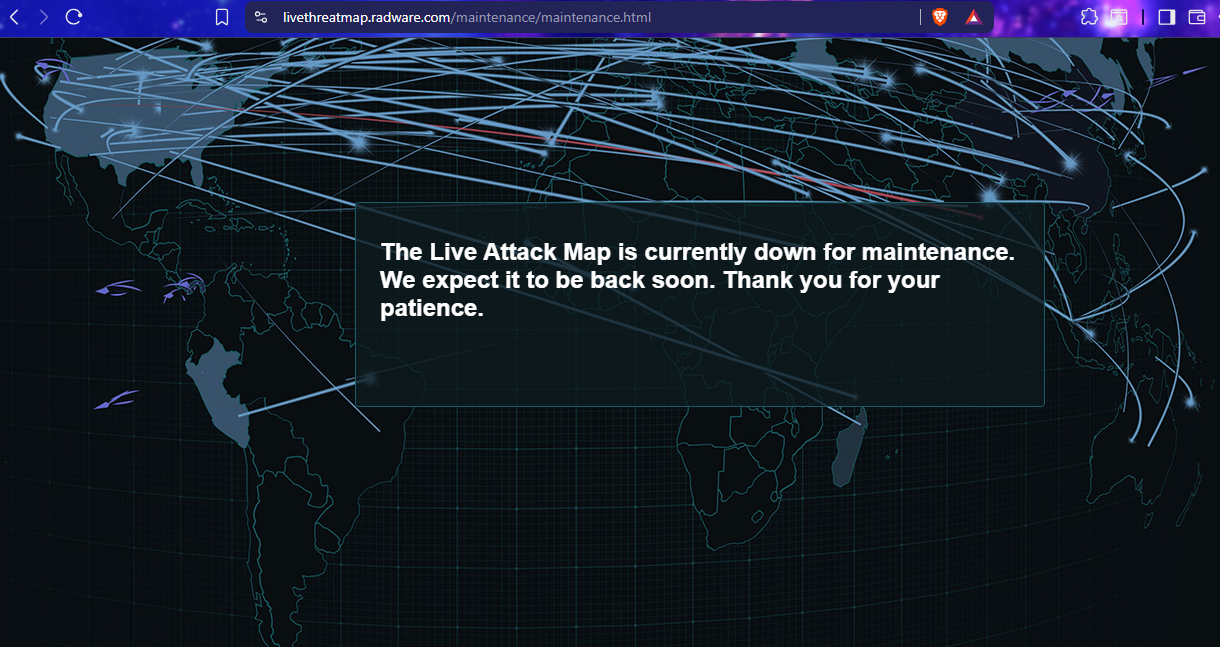 livethreatmap.radware.com/maintenance/maintenance.html
The Live Attack Map is currently down for maintenance.
We expect it to be back soon. Thank you for your
patience.